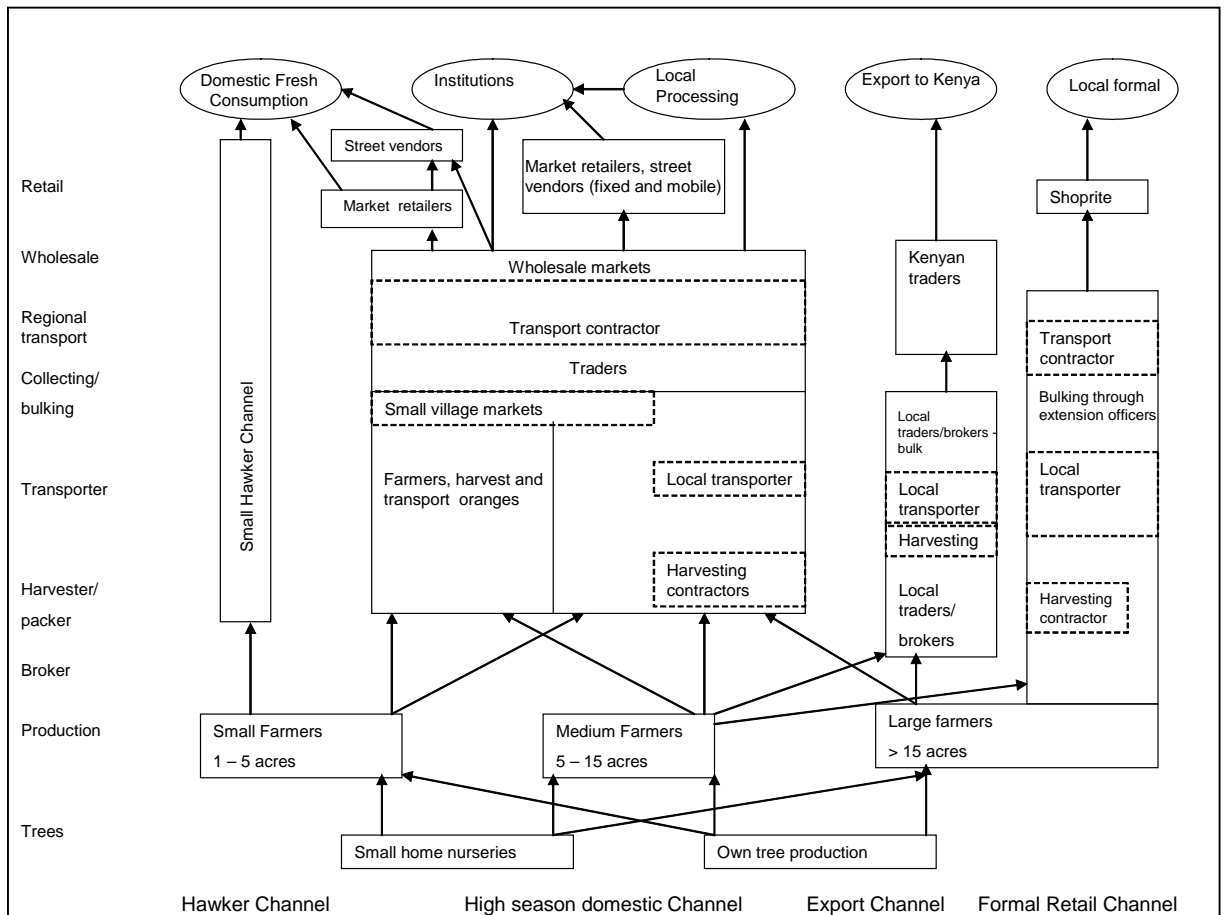 Domestic Fresh
Consumption
Institutions
Local
Processing
Export to Kenya
Local formal
Street vendors
Market retailers, street
vendors (fixed and mobile)
Retail
Market retailers
Shoprite
Wholesale
Wholesale markets
Kenyan
traders
Regional
transport
Transport contractor
Transport
contractor
Traders
Collecting/
bulking
Small village markets
Local
traders/brokers -
bulk
Bulking through
extension officers
Small Hawker Channel
Transporter
Farmers, harvest and
transport oranges
Local transporter
Local
transporter
Local
transporter
Harvesting
Harvester/
packer
Harvesting
contractors
Local
traders/
brokers
Harvesting
contractor
Broker
Production
Small Farmers
1 – 5 acres
Medium Farmers
5 – 15 acres
Large farmers
> 15 acres
Trees
Small home nurseries
Own tree production
Hawker Channel
High season domestic Channel
Export Channel
Formal Retail Channel